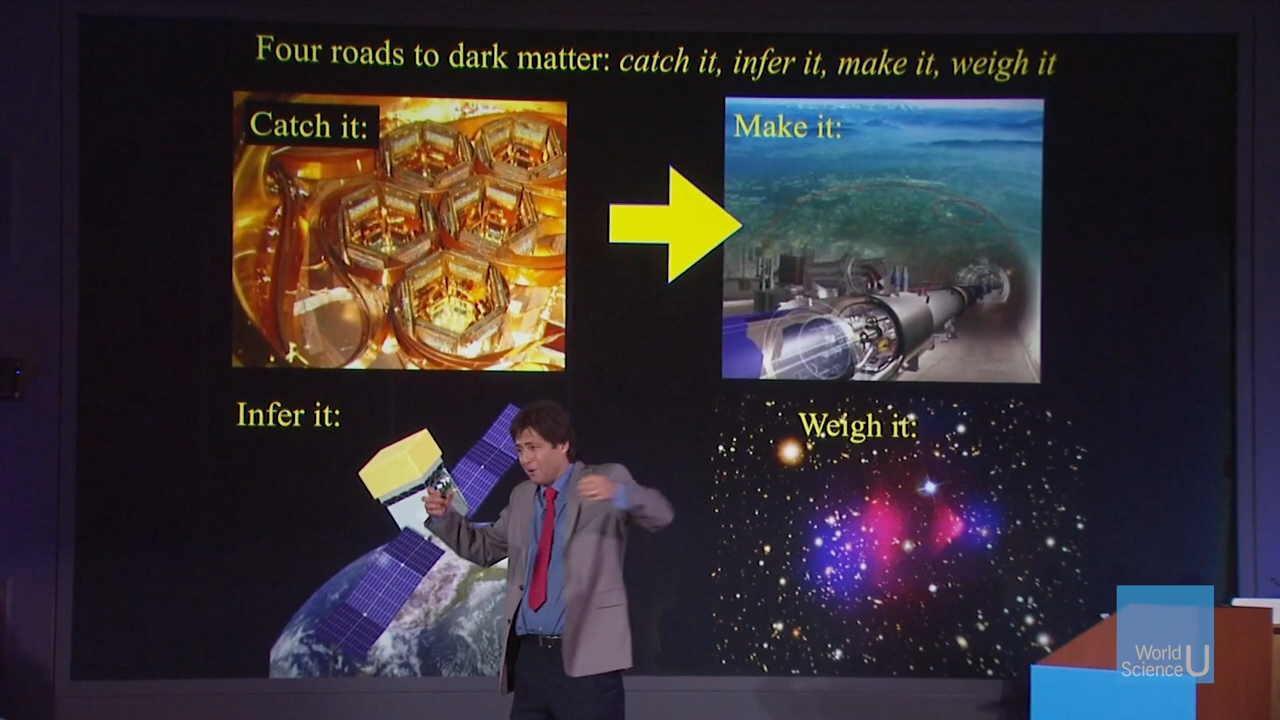 Four roads to dark matter: catch it, infer it, make it, weigh it
Catch it:
Make it:
Infer it:
Weigh it:
World
Science U